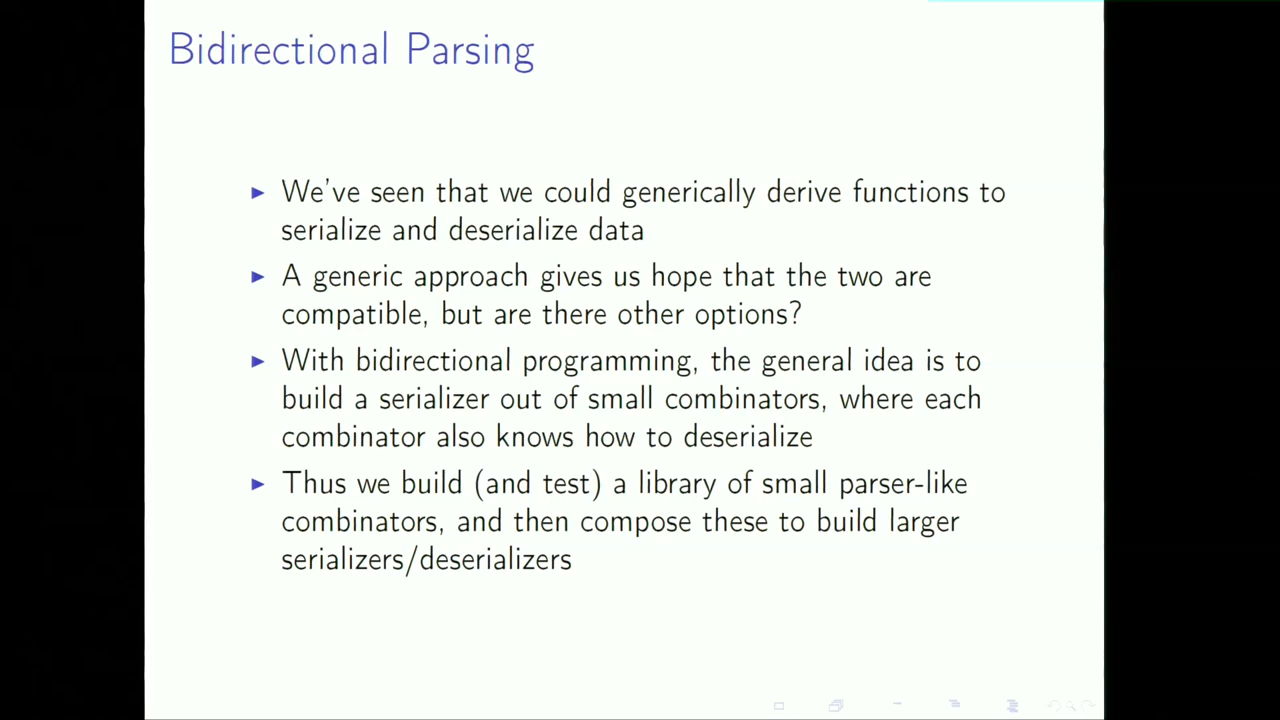 Bidirectional Parsing
▶ We've seen that we could generically derive functions to
serialize and deserialize data
▶ A generic approach gives us hope that the two are
compatible, but are there other options?
▶ With bidirectional programming, the general idea is to
build a serializer out of small combinators, where each
combinator also knows how to deserialize
▶ Thus we build (and test) a library of small parser-like
combinators, and then compose these to build larger
serializers/deserializers